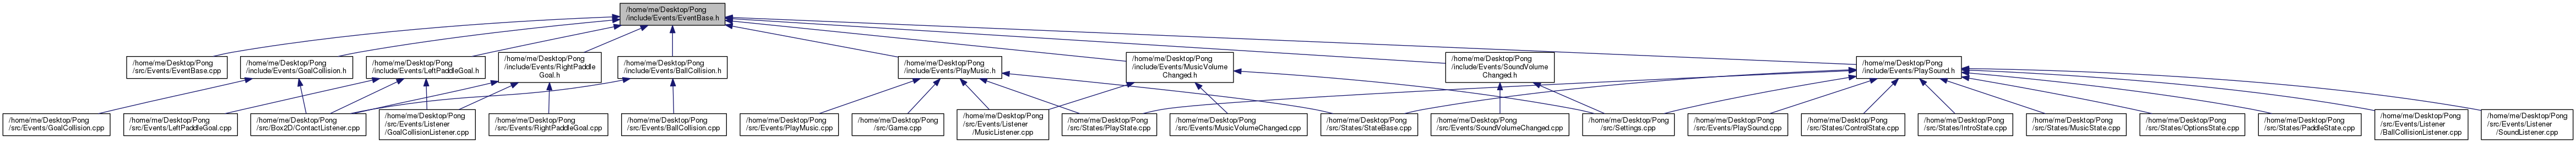 /home/me/Desktop/Pong
/include/Events/EventBase.h
/home/me/Desktop/Pong
/src/Events/EventBase.cpp
/home/me/Desktop/Pong
/include/Events/GoalCollision.h
/home/me/Desktop/Pong
/include/Events/LeftPaddleGoal.h
/home/me/Desktop/Pong
/include/Events/RightPaddle
Goal.h
/home/me/Desktop/Pong
/include/Events/BallCollision.h
/home/me/Desktop/Pong
/include/Events/PlayMusic.h
/home/me/Desktop/Pong
/include/Events/MusicVolume
Changed.h
/home/me/Desktop/Pong
/include/Events/SoundVolume
Changed.h
/home/me/Desktop/Pong
/include/Events/PlaySound.h
/home/me/Desktop/Pong
/src/Events/GoalCollision.cpp
/home/me/Desktop/Pong
/src/Events/LeftPaddleGoal.cpp
/home/me/Desktop/Pong
/src/Box2D/ContactListener.cpp
/home/me/Desktop/Pong
/src/Events/Listener
/GoalCollisionListener.cpp
/home/me/Desktop/Pong
/src/Events/RightPaddleGoal.cpp
/home/me/Desktop/Pong
/src/Events/BallCollision.cpp
/home/me/Desktop/Pong
/src/Events/PlayMusic.cpp
/home/me/Desktop/Pong
/src/Game.cpp
/home/me/Desktop/Pong
/src/Events/Listener
/MusicListener.cpp
/home/me/Desktop/Pong
/src/States/PlayState.cpp
/home/me/Desktop/Pong
/src/Events/MusicVolumeChanged.cpp
/home/me/Desktop/Pong
/src/States/StateBase.cpp
/home/me/Desktop/Pong
/src/Events/SoundVolumeChanged.cpp
/home/me/Desktop/Pong
/src/Settings.cpp
/home/me/Desktop/Pong
/src/Events/PlaySound.cpp
/home/me/Desktop/Pong
/src/States/ControlState.cpp
/home/me/Desktop/Pong
/src/States/IntroState.cpp
/home/me/Desktop/Pong
/src/States/MusicState.cpp
/home/me/Desktop/Pong
/src/States/OptionsState.cpp
/home/me/Desktop/Pong
/src/States/PaddleState.cpp
/home/me/Desktop/Pong
/src/Events/Listener
/BallCollisionListener.cpp
/home/me/Desktop/Pong
/src/Events/Listener
/SoundListener.cpp